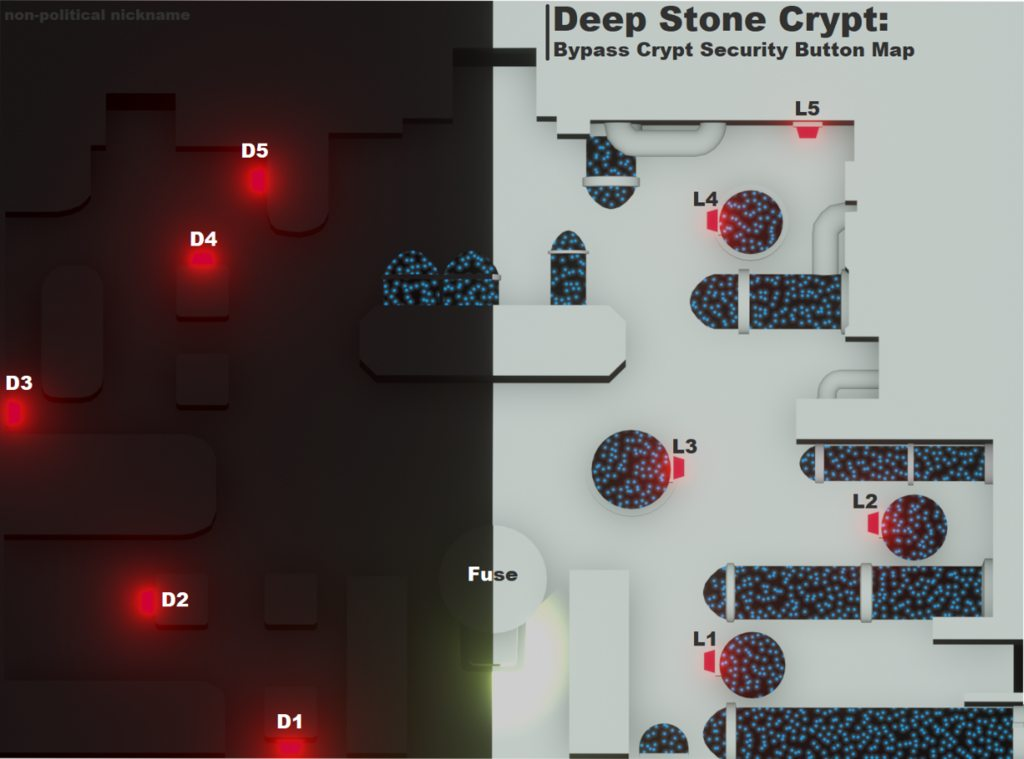 non-political nickname
Deep Stone Crypt:
Bypass Crypt Security Button Map
L5
D5
L4
D4
D3
L3
L2
Fuse
D2
L1
D1